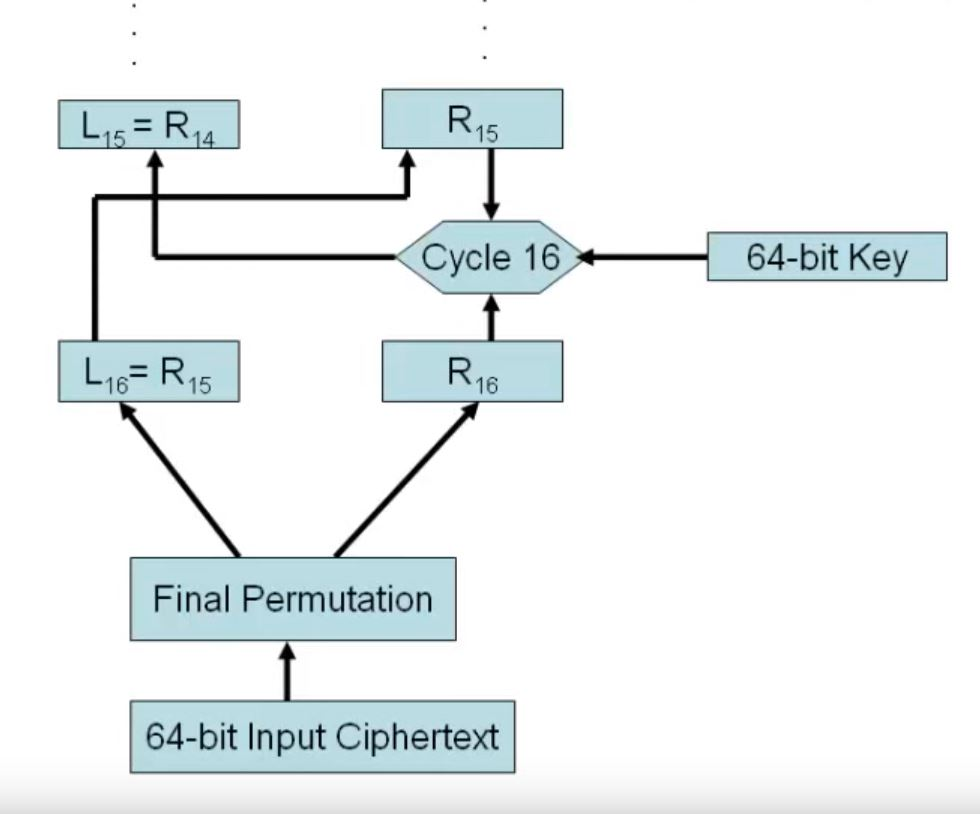 L15 = R14
R15
Cycle 16
64-bit Key
L16= R15
R16
Final Permutation
64-bit Input Ciphertext